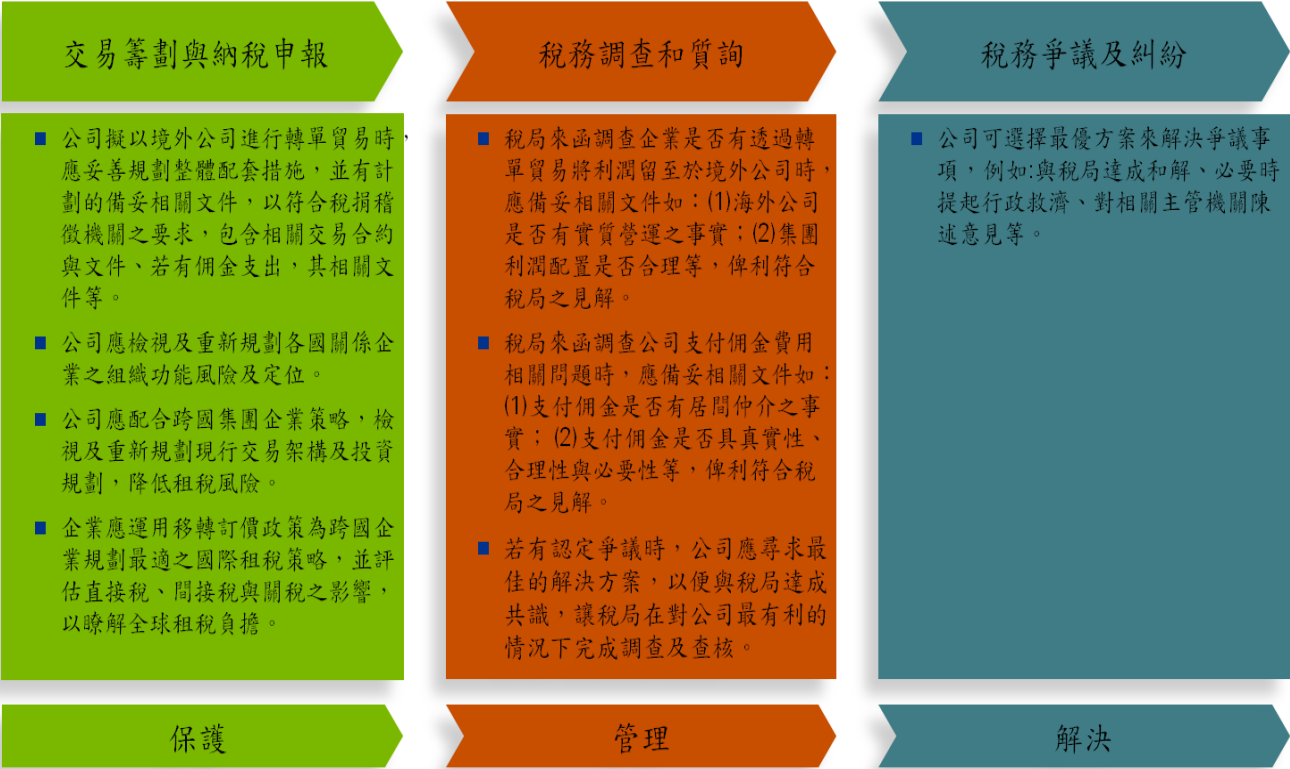 交易籌劃與納稅申報
公司擬以境外公司進行轉單貿易時，
應妥善規劃整體配套措施，並有計
劃的備妥相關文件，以符合稅捐稽
徵機關之要求，包含相關交易合約
與文件、若有佣金支出，其相關文
件等。
公司應檢視及重新規劃各國關係企
業之組織功能風險及定位。
公司應配合跨國集團企業策略，檢
視及重新規劃現行交易架構及投資
規劃，降低租稅風險。
企業應運用移轉訂價政策為跨國企
業規劃最適之國際租稅策略，並評
估直接稅、間接稅與關稅之影響，
以瞭解全球租稅負擔。
保護
稅務調查和質詢
稅局來函調查企業是否有透過轉
單貿易將利潤留至於境外公司時，
應備妥相關文件如：(1)海外公司
是否有實質營運之事實；(2)集團
利潤配置是否合理等，俾利符合
稅局之見解。
稅局來函調查公司支付佣金費用
相關問題時，應備妥相關文件如：
(1)支付佣金是否有居間仲介之事
實； (2)支付佣金是否具真實性、
合理性與必要性等，俾利符合稅
局之見解。
若有認定爭議時，公司應尋求最
佳的解決方案，以便與稅局達成
共識，讓稅局在對公司最有利的
情況下完成調查及查核。
管理
稅務爭議及糾紛
公司可選擇最優方案來解決爭議事
項，例如:與稅局達成和解、必要時
提起行政救濟、對相關主管機關陳
述意見等。
解決